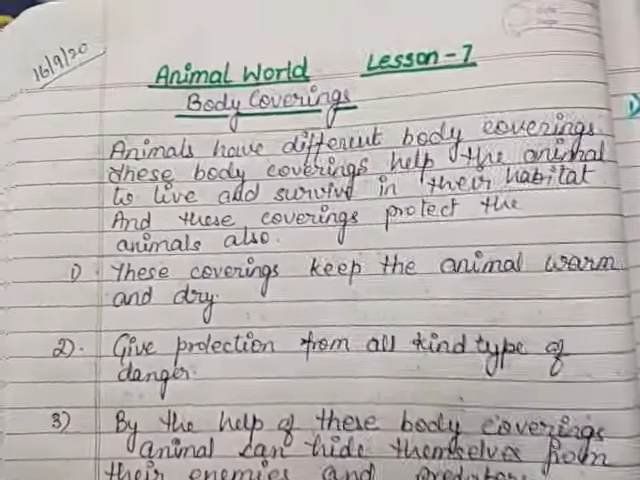 16/9/20
Animal World Lesson-7
Body Coverings
Animals have different body coverings
these body coverings help the animal
to live and survive in their habitat
And these coverings protect the
animals also.
1) These coverings keep the animal warm
and dry.
2). Give protection from all kind type of
danger.
3) By the help of these body coverings
animal can hide themselves from
their enemies and